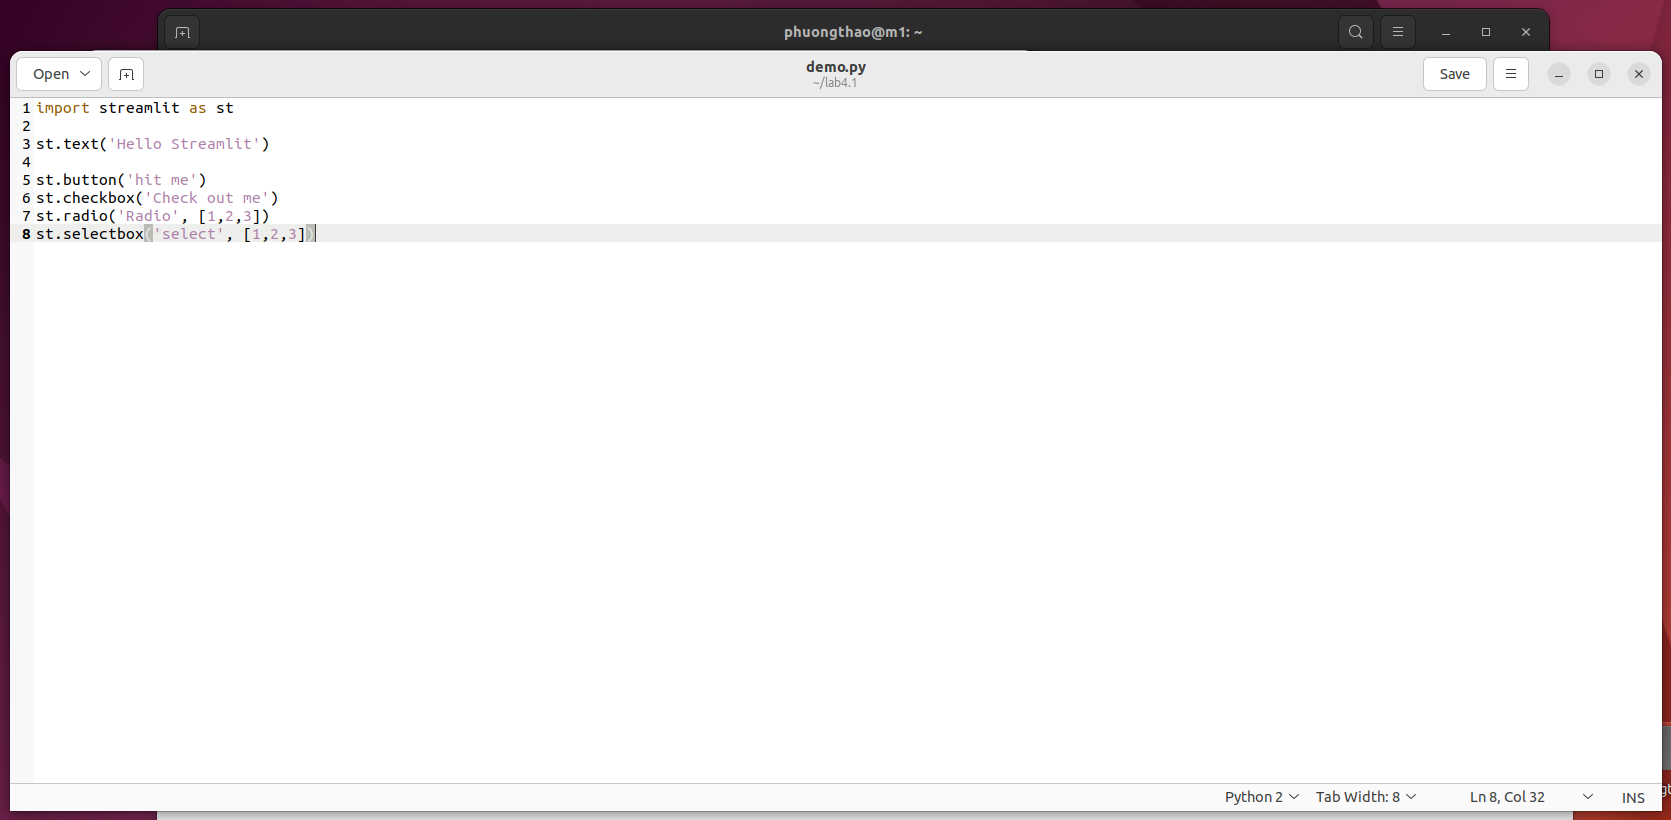 phuongthao@m1: ~
Open
demo.py
~/lab4.1
Save
1 import streamlit as st
2
3 st.text('Hello Streamlit')
4
5 st.button('hit me')
6 st.checkbox('Check out me')
7 st.radio('Radio', [1,2,3])
8 st.selectbox('select', [1,2,3])
Python 2
Tab Width: 8
Ln 8, Col 32
INS